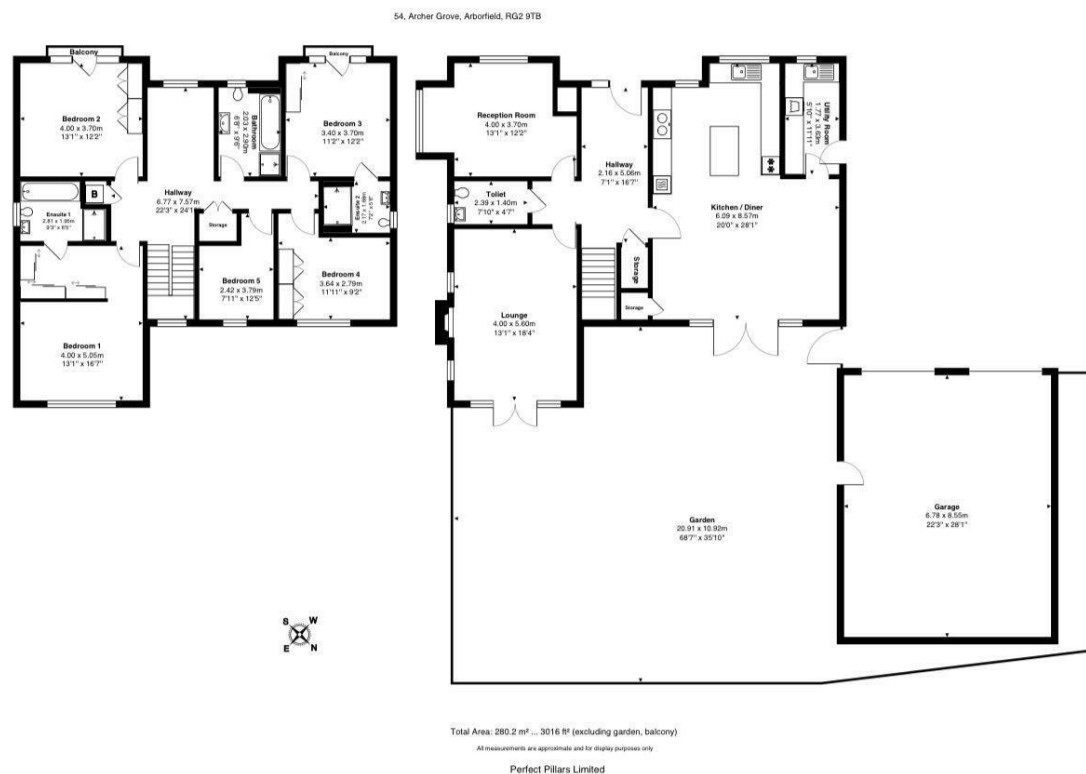 54, Archer Grove, Arborfield, RG2 9TB
Balcony
Bedroom 2
4.00 x 3.70m
13'1" x 12'2"
Bathroom
2.03 x 2.90m
6'8" x 9'6"
Balcony
Bedroom 3
3.40 x 3.70m
11'2" x 12'2"
B
Hallway
6.77 x 7.57m
22'3" x 24'1
Ensuite 1
2.81 x 1.95m
9'3" x 6'5"
Storage
Ensuite 2
Bedroom 5
2.42 x 3.79m
7'11" x 12'5"
Bedroom 4
3.64 x 2.79m
11'11" x 9'2"
Bedroom 1
4.00 x 5.05m
13'1" x 16'7"
Reception Room
4.00 x 3.70m
13'1" x 12'2"
Hallway
2.16 x 5.06m
7'1" x 16'7"
Utility Room
1.77 x 3.63m
5'10" x 11'11"
Toilet
2.39 x 1.40m
7'10" x 4'7"
Kitchen / Diner
6.09 x 8.57m
20'0" x 28'1"
Storage
Storage
Lounge
4.00 x 5.60m
13'1" x 18'4"
Garden
20.91 x 10.92m
68'7" x 35'10"
Garage
6.78 x 8.55m
22'3" x 28'1"
S W
E N
Total Area: 280.2 m² ... 3016 ft² (excluding garden, balcony)
All measurements are approximate and for display purposes only
Perfect Pillars Limited